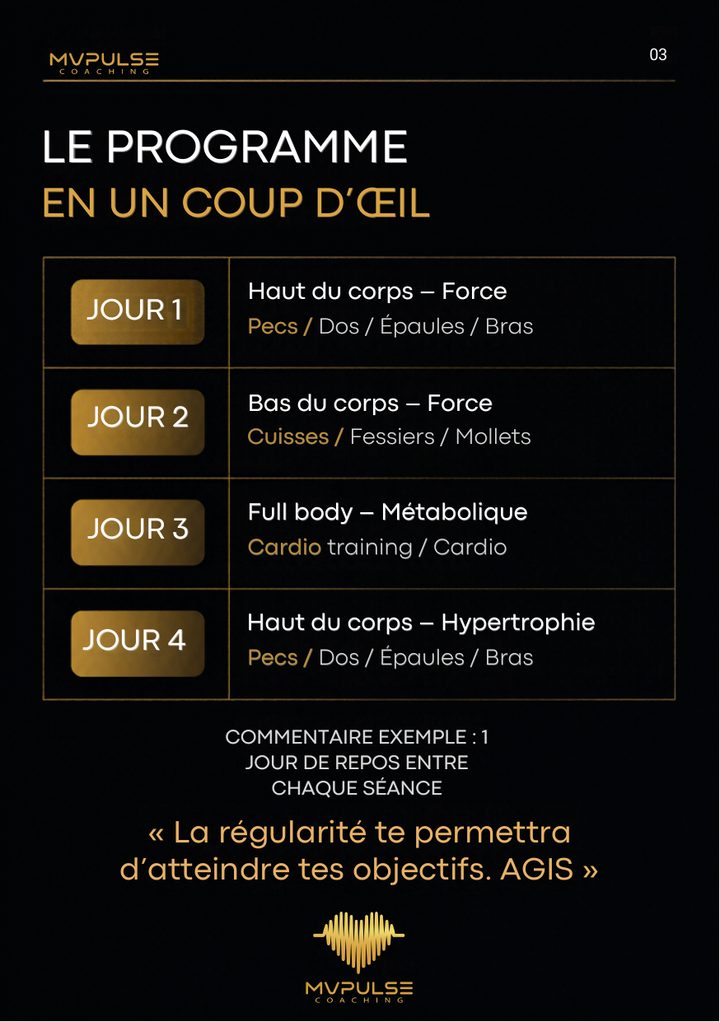 MVPULSE
COACHING
03
LE PROGRAMME
EN UN COUP D’ŒIL
JOUR 1
Haut du corps – Force
Pecs / Dos / Épaules / Bras
JOUR 2
Bas du corps – Force
Cuisses / Fessiers / Mollets
JOUR 3
Full body – Métabolique
Cardio training / Cardio
JOUR 4
Haut du corps – Hypertrophie
Pecs / Dos / Épaules / Bras
COMMENTAIRE EXEMPLE : 1
JOUR DE REPOS ENTRE
CHAQUE SÉANCE
« La régularité te permettra
d’atteindre tes objectifs. AGIS »
MVPULSE
COACHING